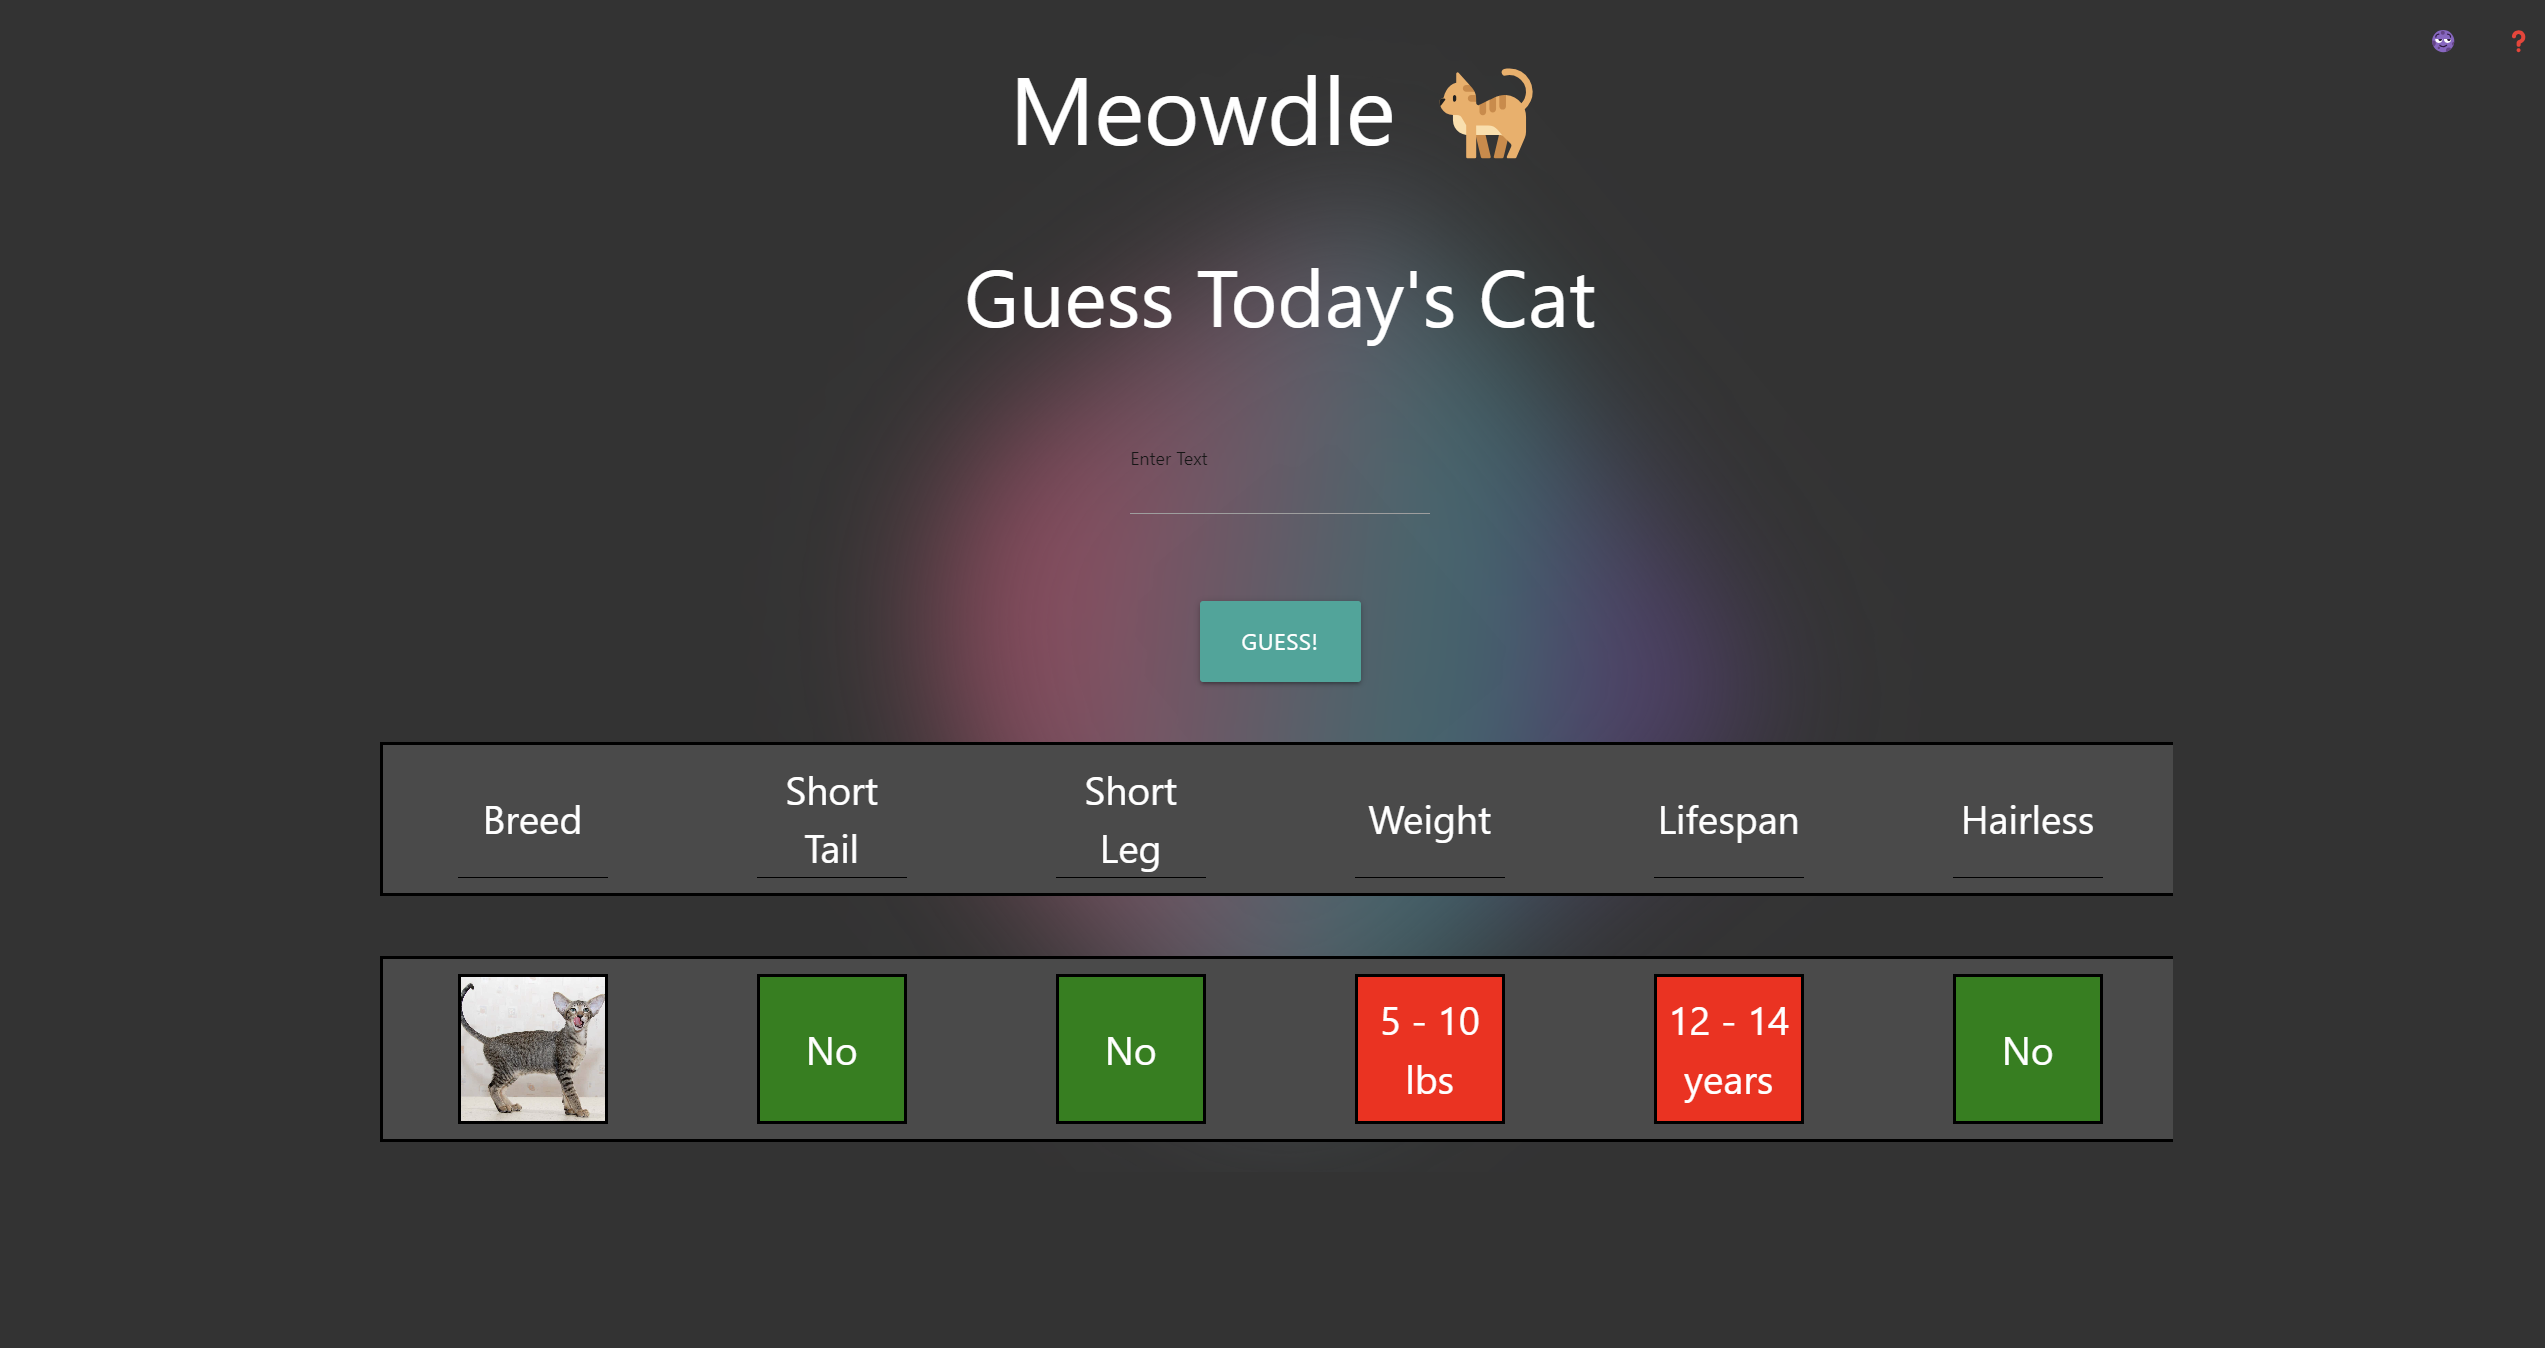 Meowdle
Guess Today's Cat
Enter Text
GUESS!
Breed
Short
Tail
Short
Leg
Weight
Lifespan
Hairless
No
No
5 - 10
lbs
12 - 14
years
No